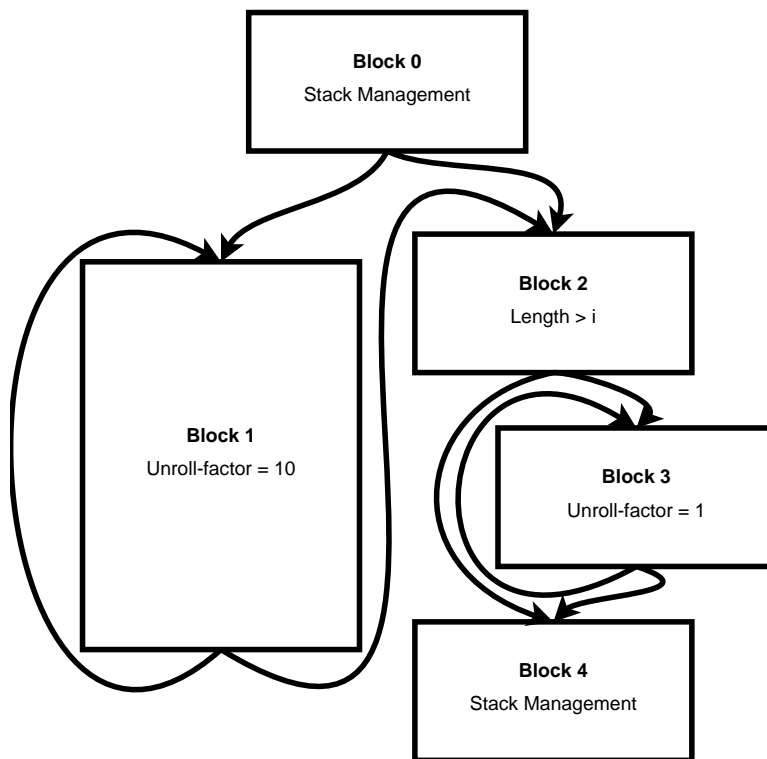 Block 0
Stack Management
Block 2
Length > i
Block 1
Unroll-factor = 10
Block 3
Unroll-factor = 1
Block 4
Stack Management